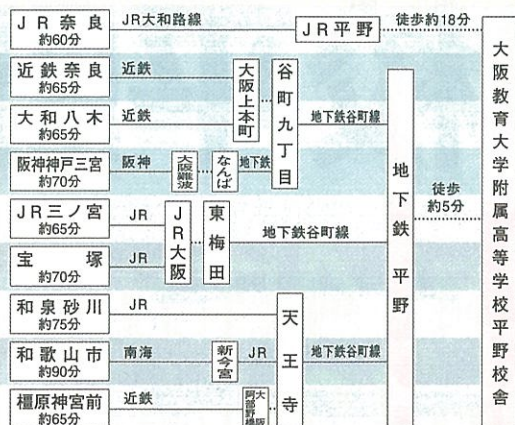 JR奈良 約60分 JR大和路線 JR平野 徒歩約18分
近鉄奈良 約65分 近鉄
大和八木 約65分 近鉄
大阪上本町
谷町九丁目
地下鉄谷町線
阪神神戸三宮 約70分 阪神 大阪難波 なんば 地下鉄
JR三ノ宮 約65分 JR
宝塚 約70分 JR
JR大阪
東梅田
地下鉄谷町線
和泉砂川 約75分 JR
和歌山市 約90分 南海 新今宮 JR
橿原神宮前 約65分 近鉄 大阪阿部野橋
天王寺
地下鉄谷町線
地下鉄平野
徒歩約5分
大阪教育大学附属高等学校平野校舎